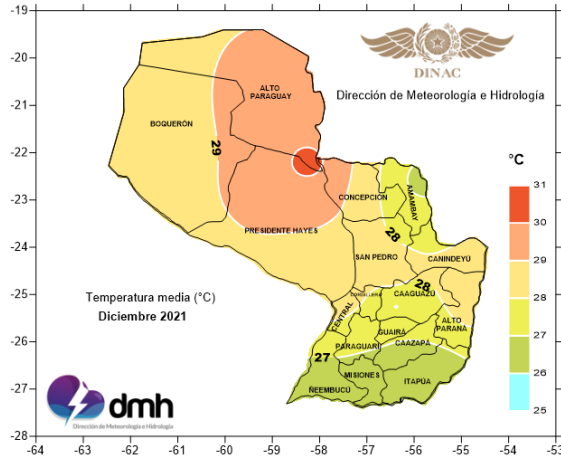 DINAC
Dirección de Meteorología e Hidrología
-19
-20
-21
-22
-23
-24
-25
-26
-27
-28
-64
-63
-62
-61
-60
-59
-58
-57
-56
-55
-54
-53
ALTO
PARAGUAY
BOQUERÓN
29
CONCEPCIÓN
AMAMBAY
PRESIDENTE HAYES
28
SAN PEDRO
CANINDEYÚ
28
CORDILLERA
CAAGUAZÚ
CENTRAL
ALTO
PARANÁ
GUAIRÁ
PARAGUARÍ
CAAZAPÁ
27
MISIONES
ÑEEMBUCÚ
ITAPÚA
Temperatura media (°C)
Diciembre 2021
°C
31
30
29
28
27
26
25
dmh
Dirección de Meteorología e Hidrología